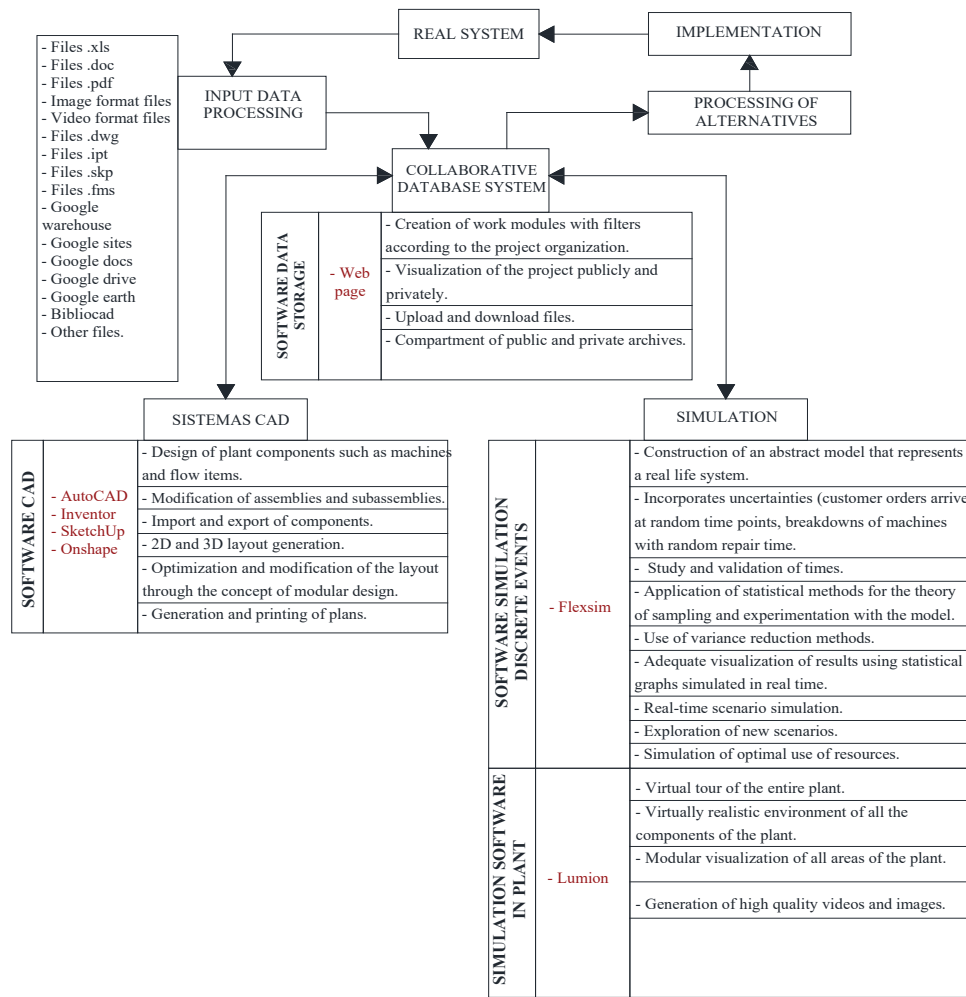 REAL SYSTEM
IMPLEMENTATION
- Files .xls
- Files .doc
- Files .pdf
- Image format files
- Video format files
- Files .dwg
- Files .ipt
- Files .skp
- Files .fms
- Google
warehouse
- Google sites
- Google docs
- Google drive
- Google earth
- Bibliocad
- Other files.
INPUT DATA
PROCESSING
PROCESSING OF
ALTERNATIVES
COLLABORATIVE
DATABASE SYSTEM
SOFTWARE DATA
STORAGE
- Web
page
- Creation of work modules with filters
according to the project organization.
- Visualization of the project publicly and
privately.
- Upload and download files.
- Compartment of public and private archives.
SISTEMAS CAD
SOFTWARE CAD
- AutoCAD
- Inventor
- SketchUp
- Onshape
- Design of plant components such as machines
and flow items.
- Modification of assemblies and subassemblies.
- Import and export of components.
- 2D and 3D layout generation.
- Optimization and modification of the layout
through the concept of modular design.
- Generation and printing of plans.
SIMULATION
SOFTWARE SIMULATION
DISCRETE EVENTS
- Flexsim
- Construction of an abstract model that represents
a real life system.
- Incorporates uncertainties (customer orders arrive
at random time points, breakdowns of machines
with random repair time.
- Study and validation of times.
- Application of statistical methods for the theory
of sampling and experimentation with the model.
- Use of variance reduction methods.
- Adequate visualization of results using statistical
graphs simulated in real time.
- Real-time scenario simulation.
- Exploration of new scenarios.
- Simulation of optimal use of resources.
SIMULATION SOFTWARE
IN PLANT
- Lumion
- Virtual tour of the entire plant.
- Virtually realistic environment of all the
components of the plant.
- Modular visualization of all areas of the plant.
- Generation of high quality videos and images.